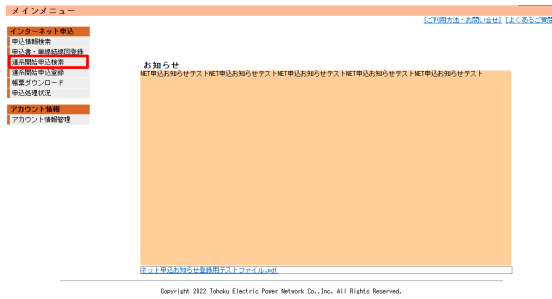 メインメニュー
[ご利用方法・お問い合せ] [よくあるご質問
インターネット申込
申込情報検索
申込書・単線結線図登録
連系開始申込検索
連系開始申込登録
帳票ダウンロード
申込処理状況
アカウント情報
アカウント情報管理
お知らせ
NET申込お知らせテストNET申込お知らせテストNET申込お知らせテストNET申込お知らせテストNET申込お知らせテスト
ネット申込お知らせ登録用テストファイル.pdf
Copyright 2022 Tohoku Electric Power Network Co.,Inc. All Rights Reserved.